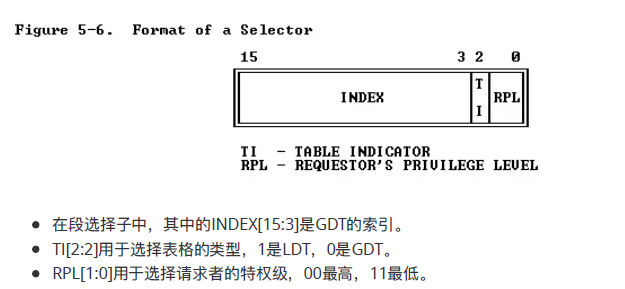 Figure 5-6. Format of a Selector
15 3 2 0
INDEX
T
I
RPL
TI - TABLE INDICATOR
RPL - REQUESTOR'S PRIVILEGE LEVEL
• 在段选择子中，其中的INDEX[15:3]是GDT的索引。
• TI[2:2]用于选择表格的类型，1是LDT，0是GDT。
• RPL[1:0]用于选择请求者的特权级，00最高，11最低。